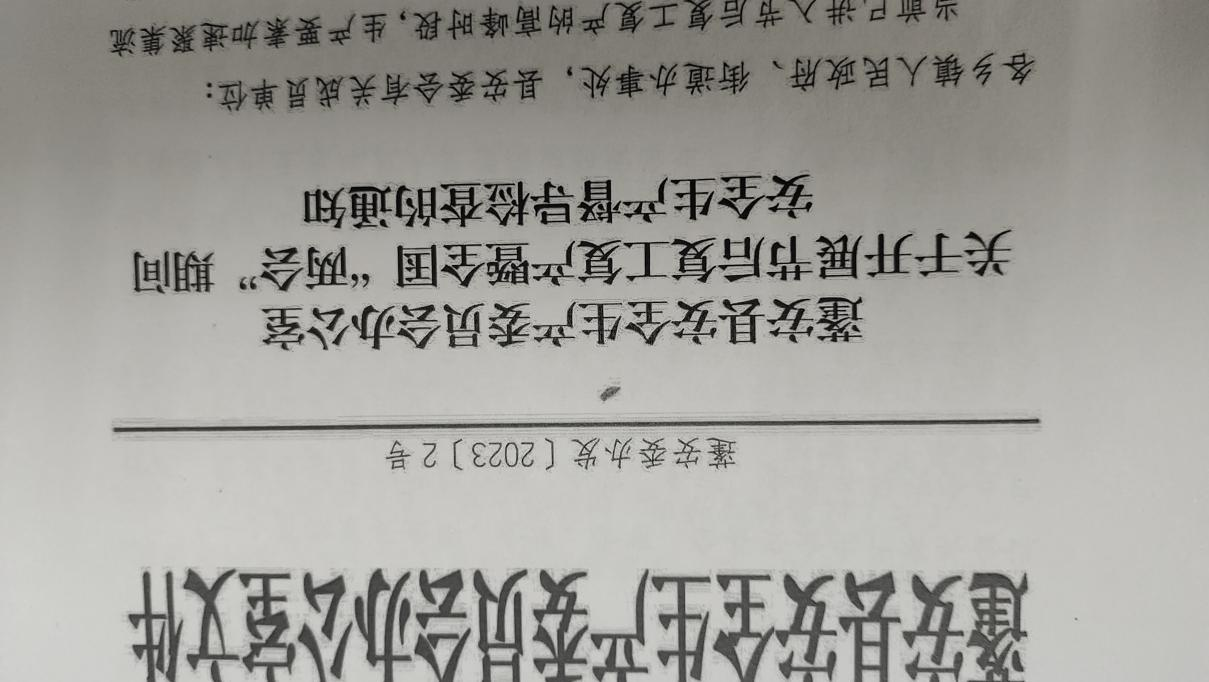 蓬安县安全生产委员会办公室文件
蓬安委办发〔2023〕2号
蓬安县安全生产委员会办公室
关于开展节后复工复产暨全国“两会”期间
安全生产督导检查的通知
各乡镇人民政府、街道办事处，县安委会有关成员单位：
当前已进入节后复工复产的高峰时段，生产要素加速聚集流